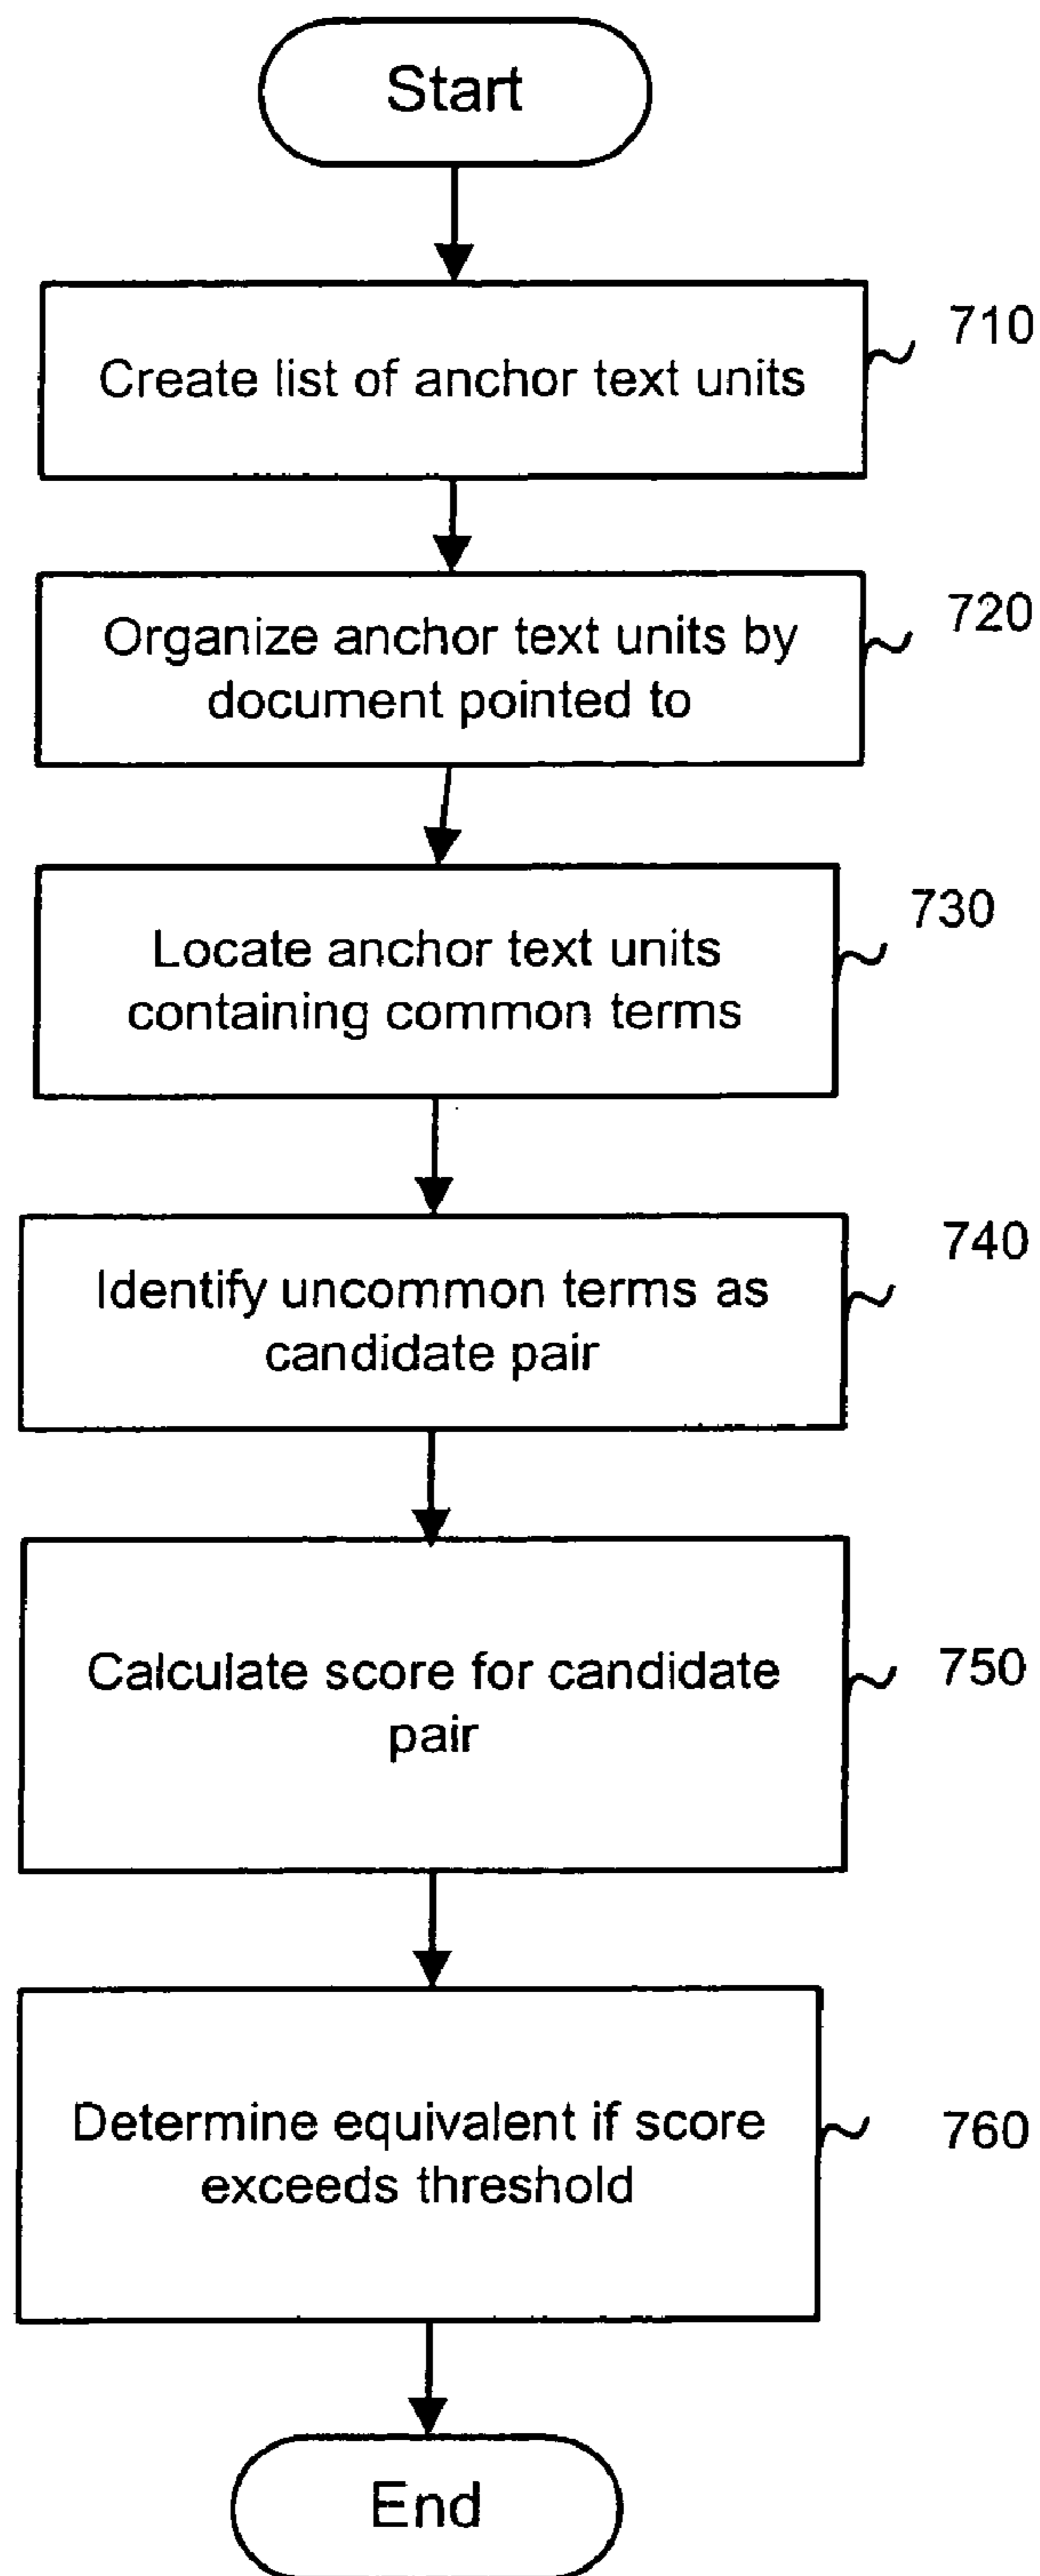 Start
Create list of anchor text units
710
Organize anchor text units by
document pointed to
720
Locate anchor text units
containing common terms
730
Identify uncommon terms as
candidate pair
740
Calculate score for candidate
pair
750
Determine equivalent if score
exceeds threshold
760
End